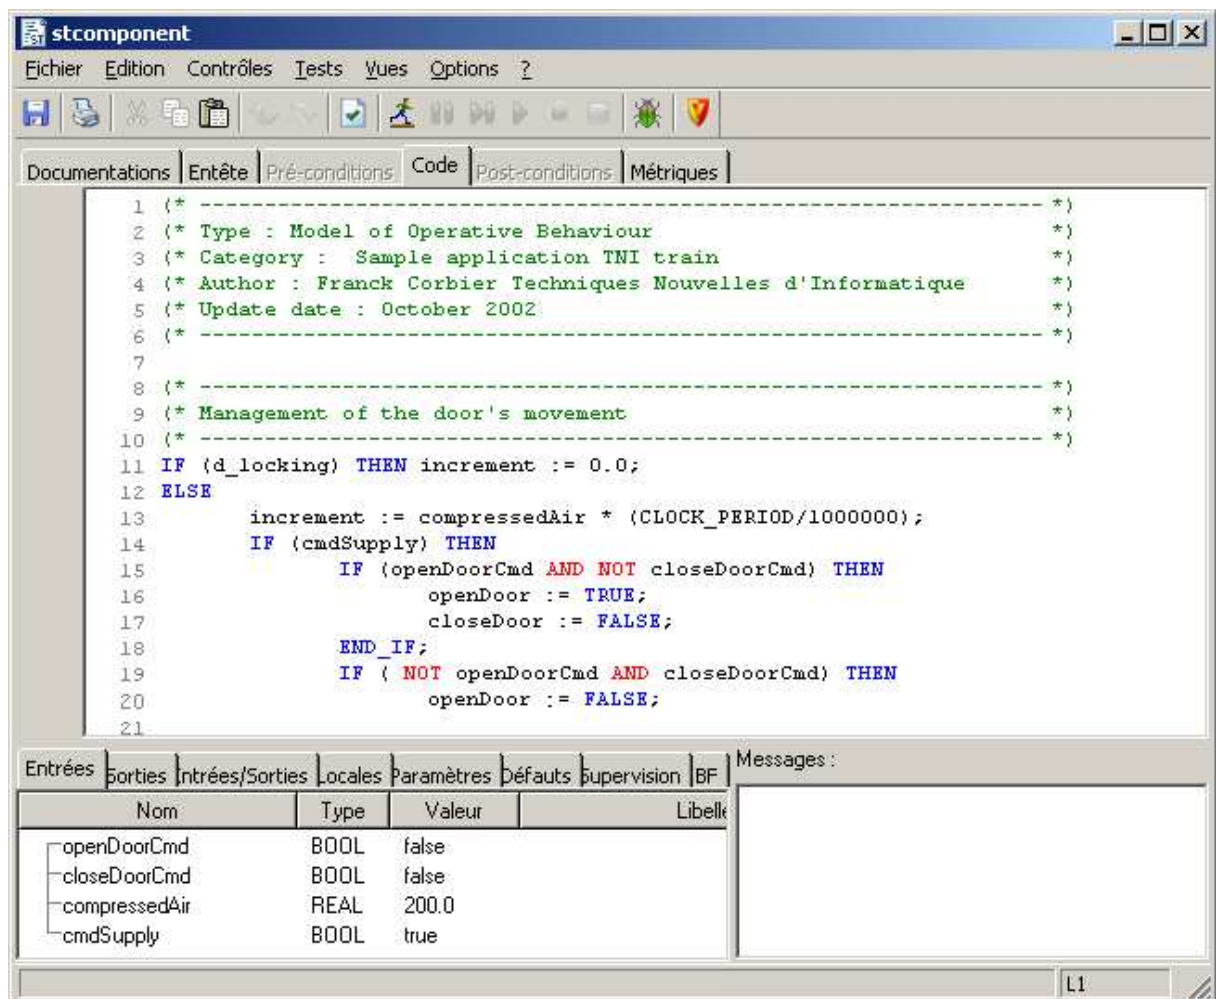 stcomponent
Fichier Edition Contrôles Tests Vues Options ?
Documentations Entête Pré-conditions Code Post-conditions Métriques
1 (* ----------------------------------------------------------------- *)
2 (* Type : Model of Operative Behaviour *)
3 (* Category : Sample application TNI train *)
4 (* Author : Franck Corbier Techniques Nouvelles d'Informatique *)
5 (* Update date : October 2002 *)
6 (* ----------------------------------------------------------------- *)
7
8 (* ----------------------------------------------------------------- *)
9 (* Management of the door's movement *)
10 (* ----------------------------------------------------------------- *)
11 IF (d_locking) THEN increment := 0.0;
12 ELSE
13 increment := compressedAir * (CLOCK_PERIOD/1000000);
14 IF (cmdSupply) THEN
15 IF (openDoorCmd AND NOT closeDoorCmd) THEN
16 openDoor := TRUE;
17 closeDoor := FALSE;
18 END_IF;
19 IF ( NOT openDoorCmd AND closeDoorCmd) THEN
20 openDoor := FALSE;
21
Entrées Sorties Entrées/Sorties Locales Paramètres Défauts Supervision BF
Messages :
Nom Type Valeur Libelle
openDoorCmd BOOL false
closeDoorCmd BOOL false
compressedAir REAL 200.0
cmdSupply BOOL true
L1